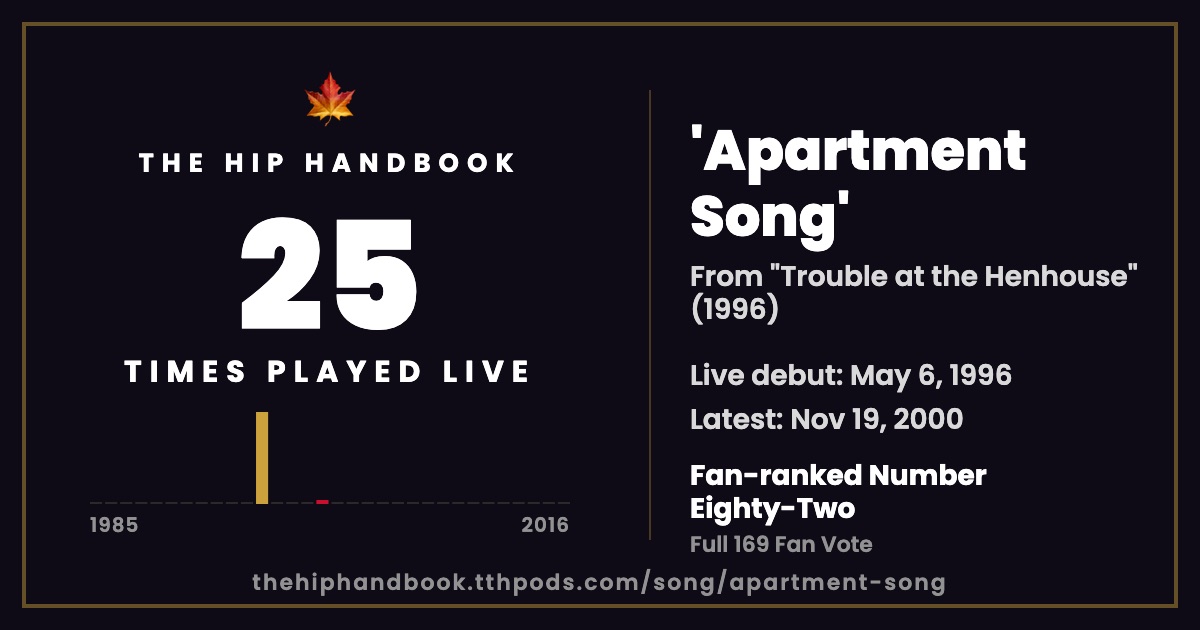 THE HIP HANDBOOK
25
TIMES PLAYED LIVE
1985
2016
'Apartment
Song'
From "Trouble at the Henhouse"
(1996)
Live debut: May 6, 1996
Latest: Nov 19, 2000
Fan-ranked Number
Eighty-Two
Full 169 Fan Vote
thehiphandbook.tthpods.com/song/apartment-song